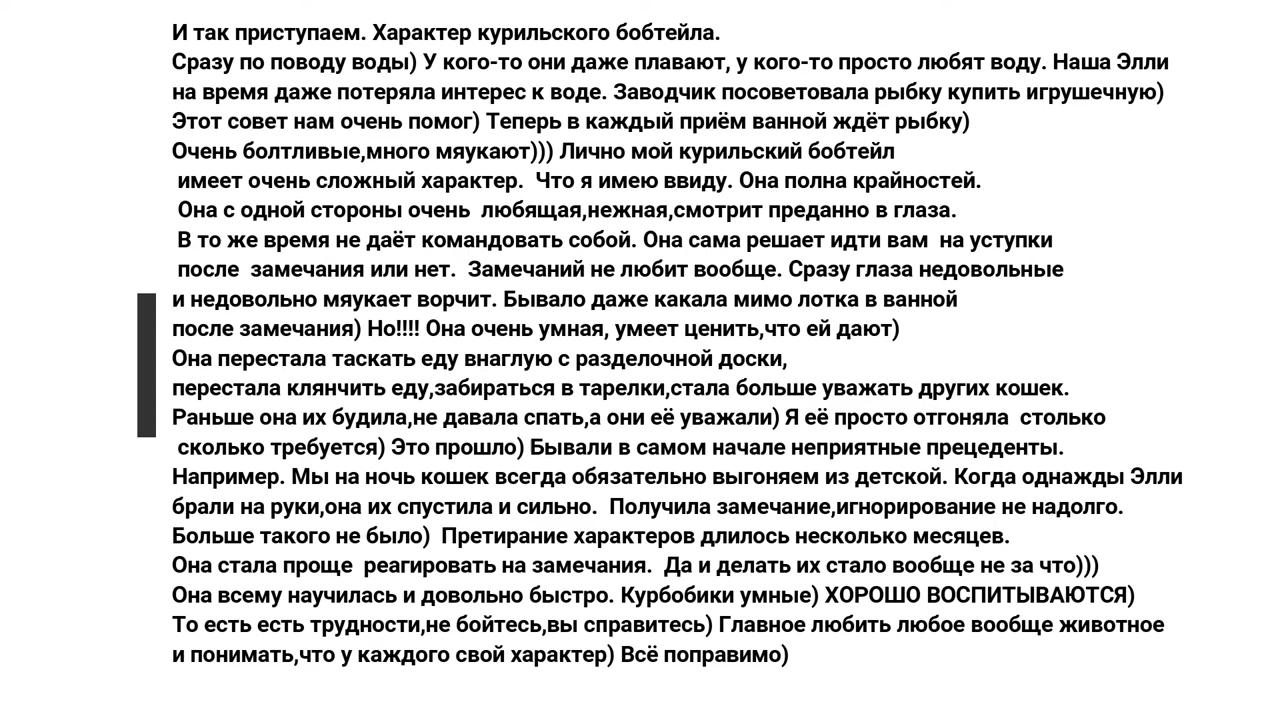 И так приступаем. Характер курильского бобтейла.
Сразу по поводу воды) У кого-то они даже плавают, у кого-то просто любят воду. Наша Элли
на время даже потеряла интерес к воде. Заводчик посоветовала рыбку купить игрушечную)
Этот совет нам очень помог) Теперь в каждый приём ванной ждёт рыбку)
Очень болтливые,много мяукают))) Лично мой курильский бобтейл
имеет очень сложный характер.  Что я имею ввиду. Она полна крайностей.
Она с одной стороны очень  любящая,нежная,смотрит преданно в глаза.
В то же время не даёт командовать собой. Она сама решает идти вам  на уступки
после  замечания или нет.  Замечаний не любит вообще. Сразу глаза недовольные
и недовольно мяукает ворчит. Бывало даже какала мимо лотка в ванной
после замечания) Но!!!! Она очень умная, умеет ценить,что ей дают)
Она перестала таскать еду внаглую с разделочной доски,
перестала клянчить еду,забираться в тарелки,стала больше уважать других кошек.
Раньше она их будила,не давала спать,а они её уважали) Я её просто отгоняла  столько
сколько требуется) Это прошло) Бывали в самом начале неприятные прецеденты.
Например. Мы на ночь кошек всегда обязательно выгоняем из детской. Когда однажды Элли
брали на руки,она их спустила и сильно.  Получила замечание,игнорирование не надолго.
Больше такого не было)  Претирание характеров длилось несколько месяцев.
Она стала проще  реагировать на замечания.  Да и делать их стало вообще не за что)))
Она всему научилась и довольно быстро. Курбобики умные) ХОРОШО ВОСПИТЫВАЮТСЯ)
То есть есть трудности,не бойтесь,вы справитесь) Главное любить любое вообще животное
и понимать,что у каждого свой характер) Всё поправимо)